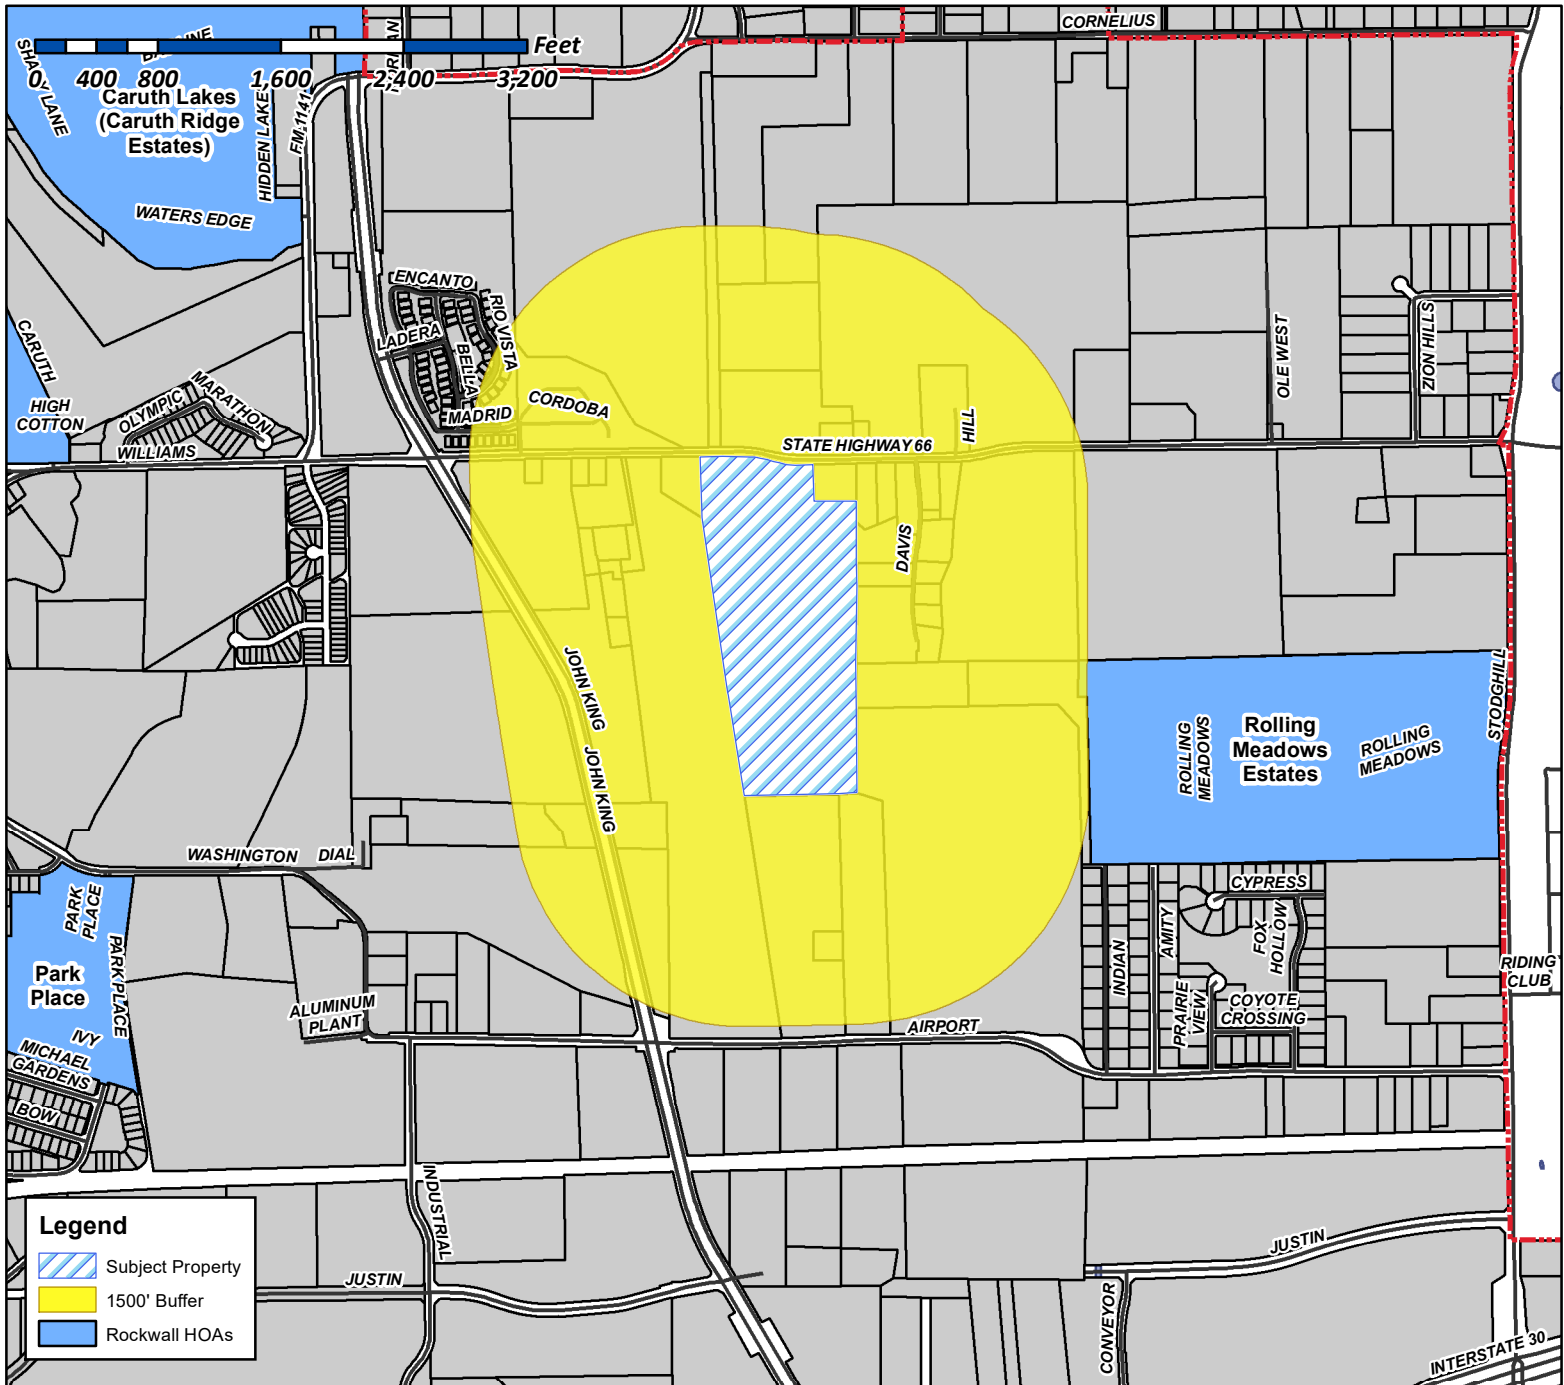 CORNELIUS
Feet
0 400 800 1,600 2,400 3,200
SHADY LANE
Caruth Lakes
(Caruth Ridge
Estates)
HIDDEN LAKE
FM 1141
WATERS EDGE
ENCANTO
RIO VISTA
LADERA
BELLA
MADRID
CORDOBA
CARUTH
HIGH
COTTON
OLYMPIC
MARATHON
WILLIAMS
STATE HIGHWAY 66
HILL
OLE WEST
ZION HILLS
DAVIS
JOHN KING
JOHN KING
STODGHILL
ROLLING
MEADOWS
Rolling
Meadows
Estates
ROLLING
MEADOWS
WASHINGTON
DIAL
PARK
PLACE
PARK PLACE
Park
Place
IVY
MICHAEL
GARDENS
BOW
ALUMINUM
PLANT
AIRPORT
INDIAN
AMITY
CYPRESS
FOX
HOLLOW
PRAIRIE
VIEW
COYOTE
CROSSING
RIDING
CLUB
INDUSTRIAL
JUSTIN
JUSTIN
CONVEYOR
INTERSTATE 30
Legend
Subject Property
1500' Buffer
Rockwall HOAs